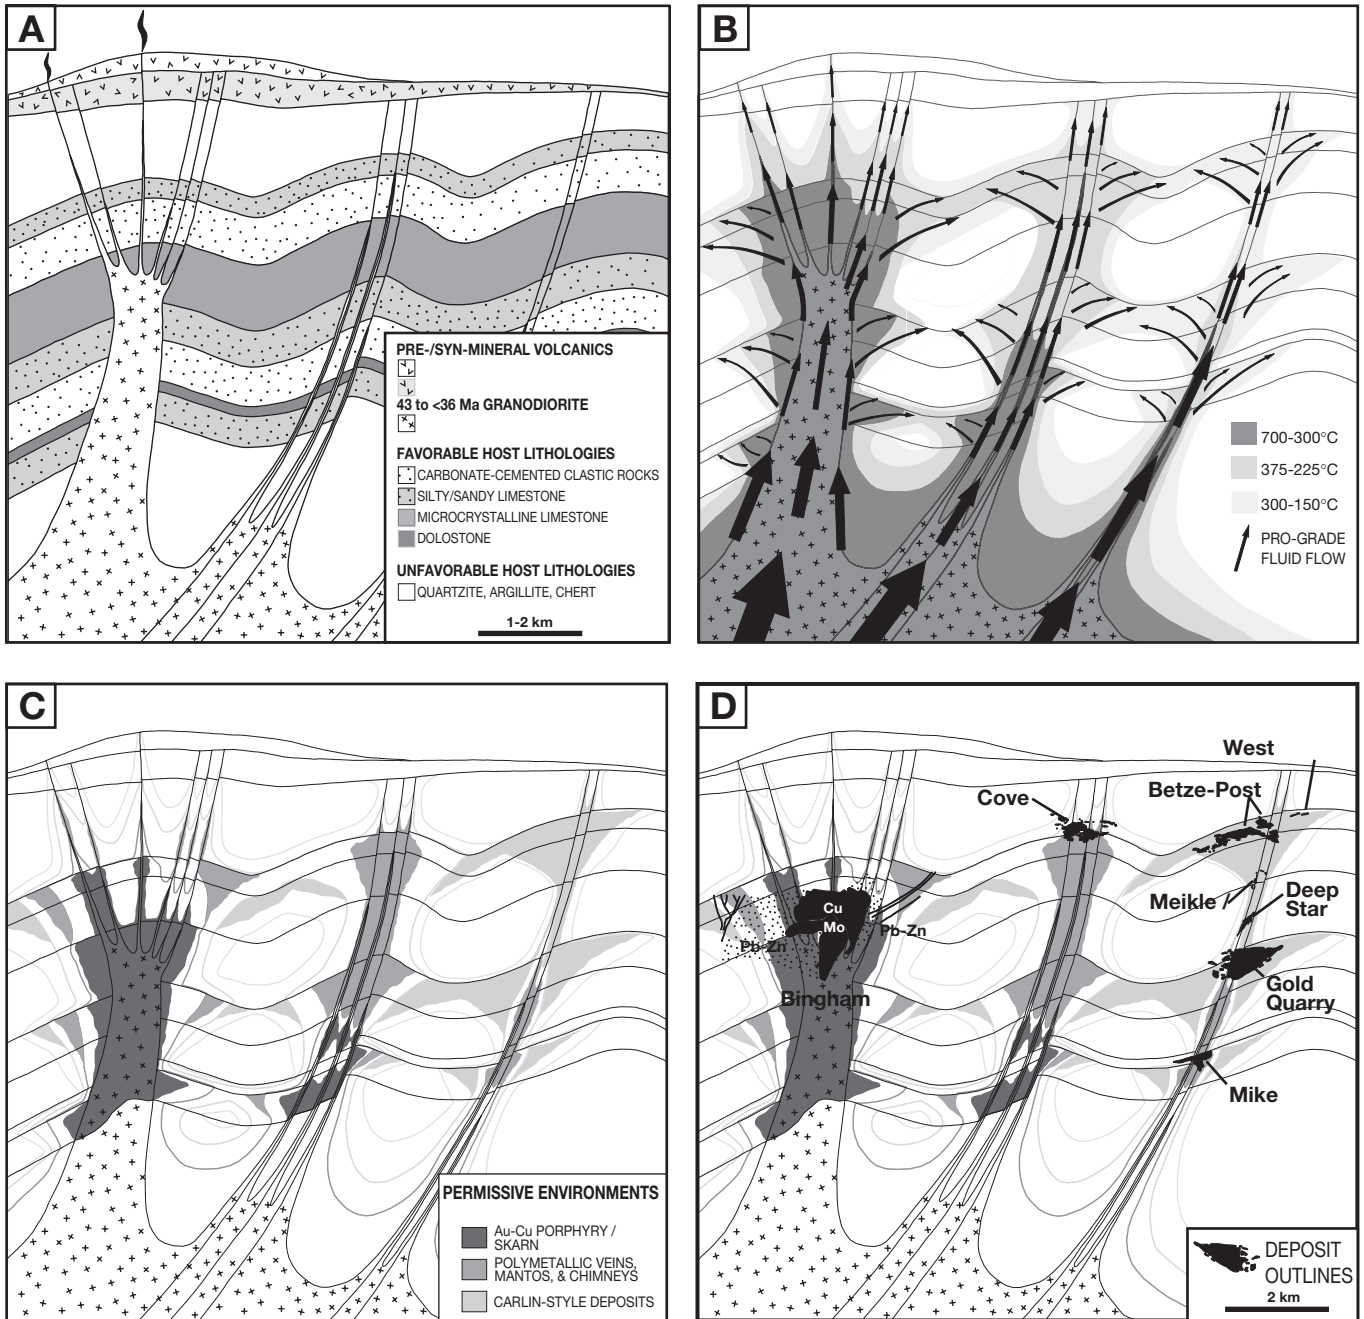 A
PRE-/SYN-MINERAL VOLCANICS
43 to <36 Ma GRANODIORITE
FAVORABLE HOST LITHOLOGIES
CARBONATE-CEMENTED CLASTIC ROCKS
SILTY/SANDY LIMESTONE
MICROCRYSTALLINE LIMESTONE
DOLOSTONE
UNFAVORABLE HOST LITHOLOGIES
QUARTZITE, ARGILLITE, CHERT
1-2 km
B
700-300°C
375-225°C
300-150°C
PRO-GRADE
FLUID FLOW
C
PERMISSIVE ENVIRONMENTS
Au-Cu PORPHYRY /
SKARN
POLYMETALLIC VEINS,
MANTOS, & CHIMNEYS
CARLIN-STYLE DEPOSITS
D
West
Betze-Post
Cove
Meikle
Deep
Star
Cu
Mo
Pb-Zn
Pb-Zn
Bingham
Gold
Quarry
Mike
DEPOSIT
OUTLINES
2 km